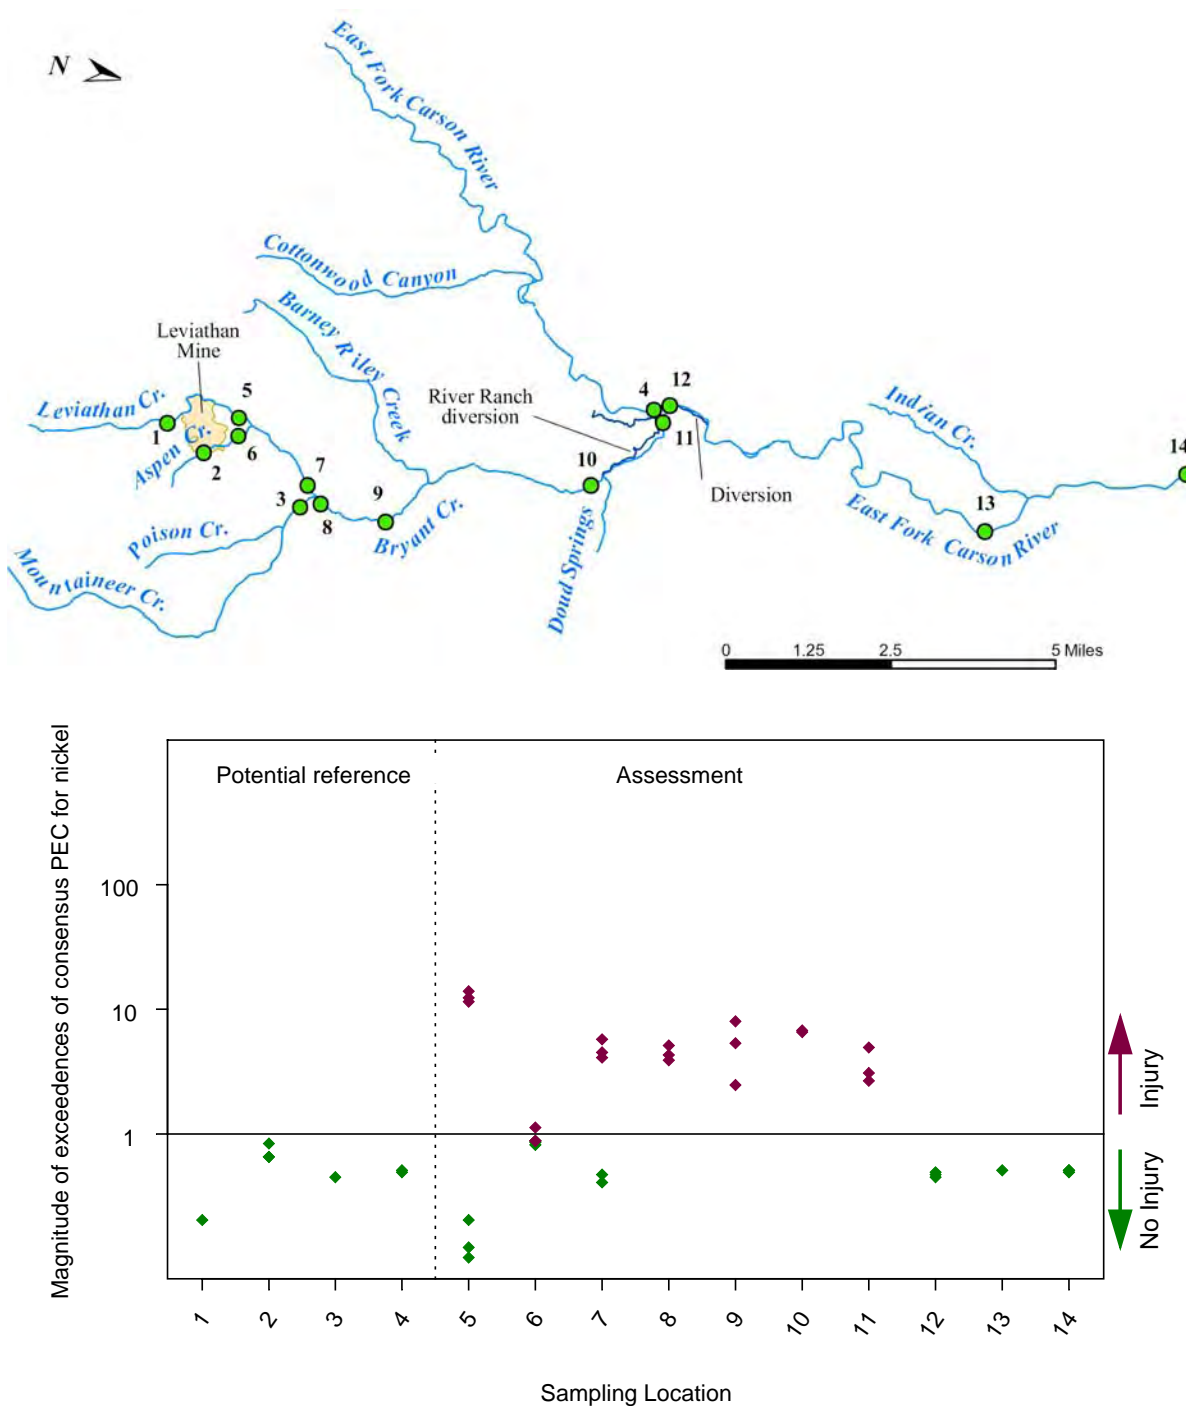 East Fork Carson River
N
Cottonwood Canyon
Barney Riley Creek
Leviathan
Mine
Leviathan Cr.
1
5
Aspen Cr.
2
6
River Ranch
diversion
4
12
11
Indian Cr.
14
7
3
8
9
10
Diversion
13
Poison Cr.
Bryant Cr.
Mountaineer Cr.
Doud Springs
East Fork Carson River
0 1.25 2.5 5 Miles
Magnitude of exceedences of consensus PEC for nickel
Potential reference
Assessment
100
10
1
Injury
No Injury
1 2 3 4 5 6 7 8 9 10 11 12 13 14
Sampling Location